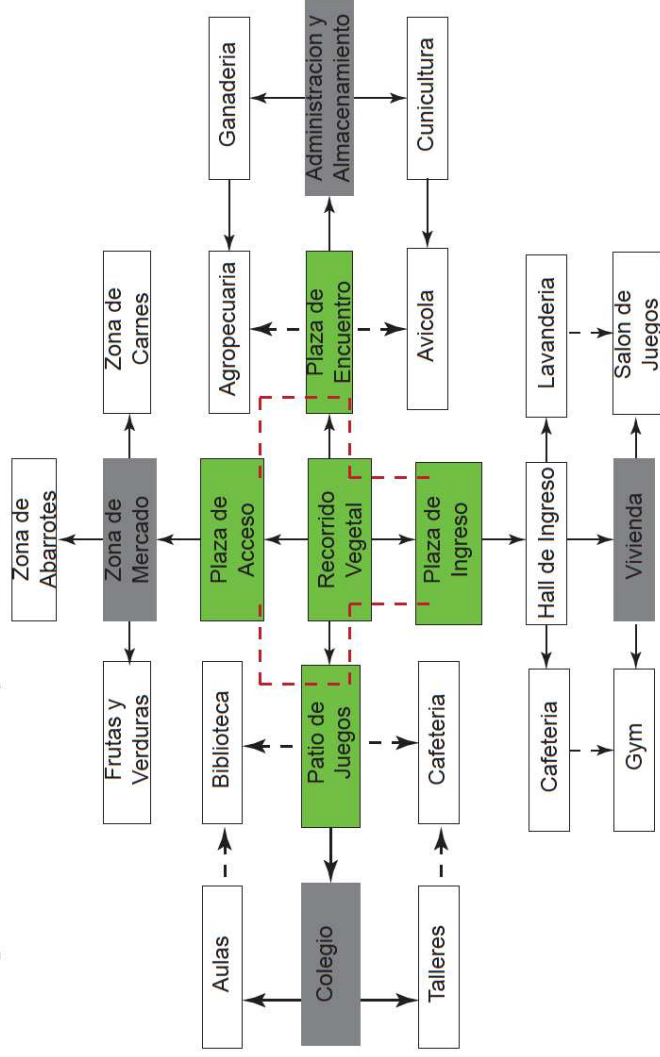 Zona de
Abarrotes
Frutas y
Verduras
Zona de
Mercado
Zona de
Carnes
Aulas
Biblioteca
Plaza de
Acceso
Agropecuaria
Ganaderia
Colegio
Patio de
Juegos
Recorrido
Vegetal
Plaza de
Encuentro
Administracion y
Almacenamiento
Talleres
Cafeteria
Plaza de
Ingreso
Avicola
Cunicultura
Cafeteria
Hall de Ingreso
Lavanderia
Gym
Vivienda
Salon de
Juegos